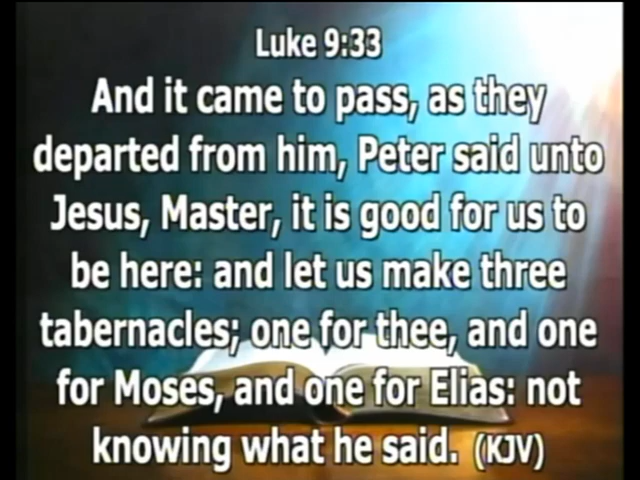 Luke 9:33
And it came to pass, as they
departed from him, Peter said unto
Jesus, Master, it is good for us to
be here: and let us make three
tabernacles; one for thee, and one
for Moses, and one for Elias: not
knowing what he said. (KJV)